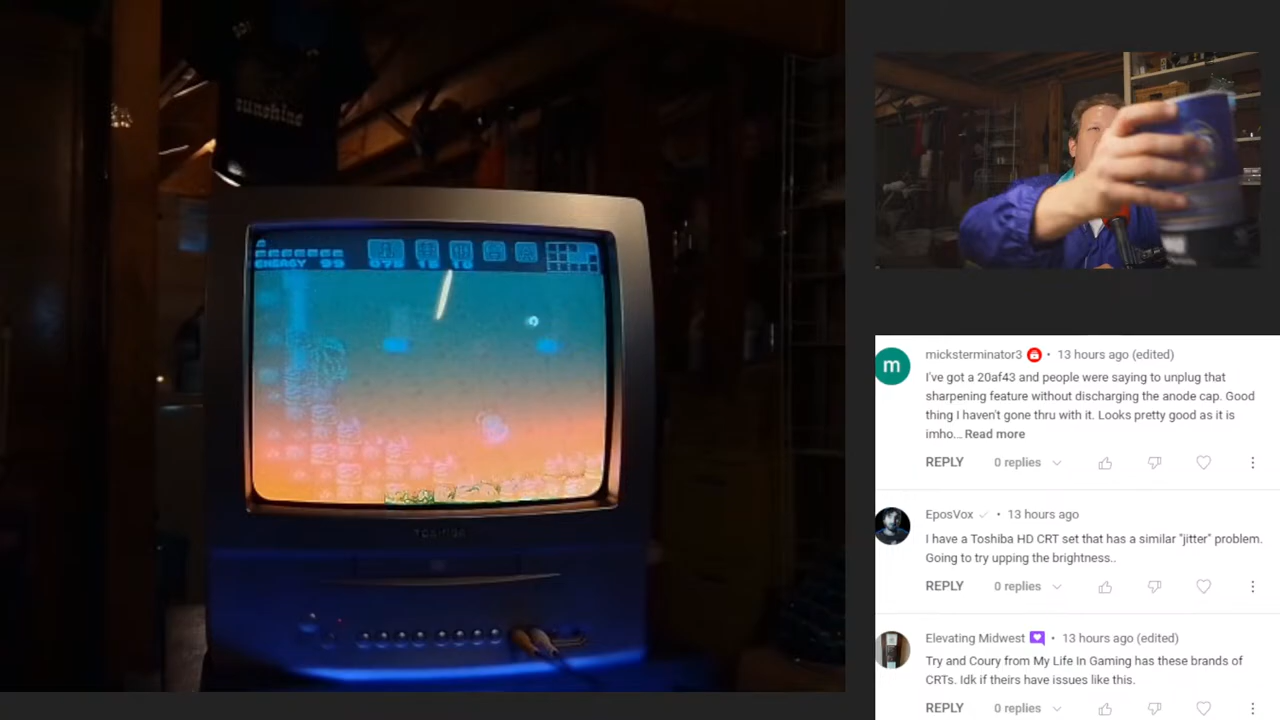 sunshine
ENERGY 99
TOSHIBA
micksterminator3 • 13 hours ago (edited)
I've got a 20af43 and people were saying to unplug that
sharpening feature without discharging the anode cap. Good
thing I haven't gone thru with it. Looks pretty good as it is
imho... Read more
REPLY 0 replies
m
EposVox • 13 hours ago
I have a Toshiba HD CRT set that has a similar "jitter" problem.
Going to try upping the brightness..
REPLY 0 replies
Elevating Midwest • 13 hours ago (edited)
Try and Coury from My Life In Gaming has these brands of
CRTs. Idk if theirs have issues like this.
REPLY 0 replies